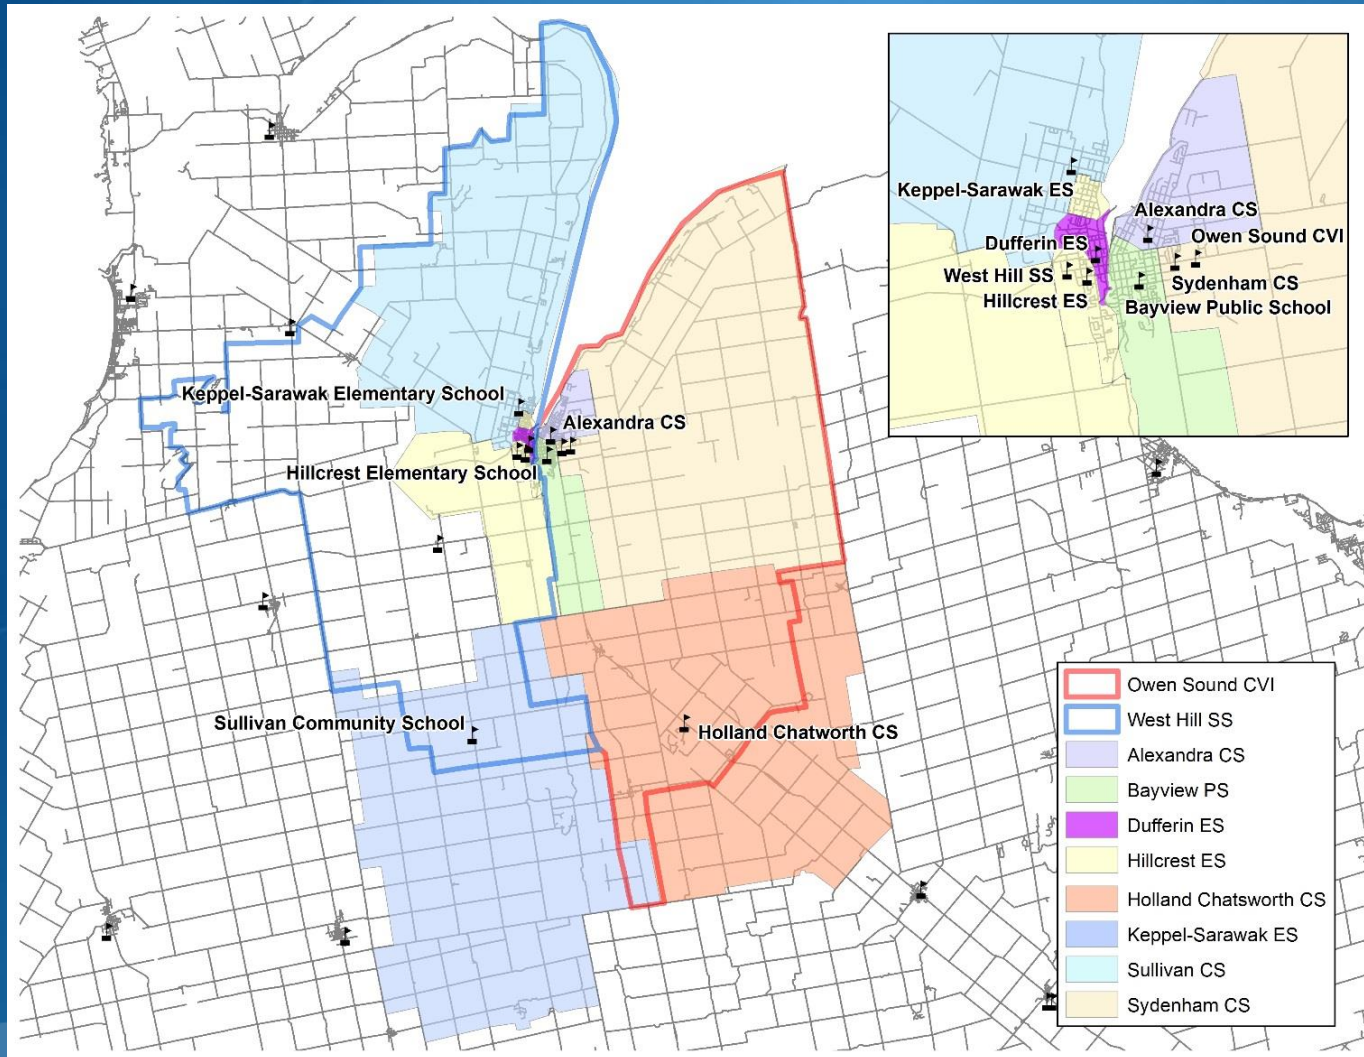 Keppel-Sarawak ES
Alexandra CS
Owen Sound CVI
Dufferin ES
West Hill SS
Sydenham CS
Hillcrest ES
Bayview Public School
Keppel-Sarawak Elementary School
Alexandra CS
Hillcrest Elementary School
Sullivan Community School
Holland Chatworth CS
Owen Sound CVI
West Hill SS
Alexandra CS
Bayview PS
Dufferin ES
Hillcrest ES
Holland Chatsworth CS
Keppel-Sarawak ES
Sullivan CS
Sydenham CS